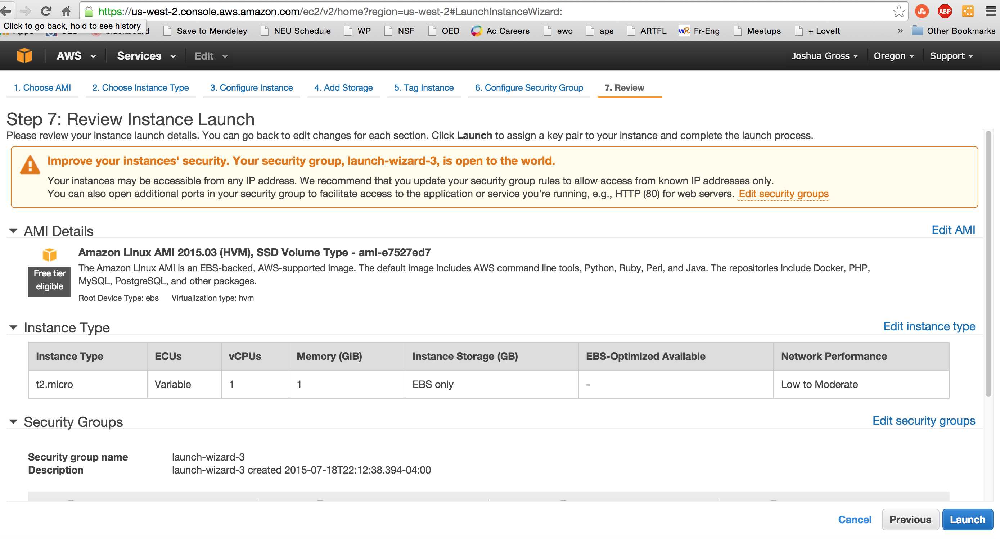 https://us-west-2.console.aws.amazon.com/ec2/v2/home?region=us-west-2#LaunchInstanceWizard:
ABP
Click to go back, hold to see history
Save to Mendeley NEU Schedule WP NSF OED Ac Careers ewc aps ARTFL WR Fr-Eng Meetups + LoveIt » Other Bookmarks
AWS Services Edit Joshua Gross Oregon Support
1. Choose AMI 2. Choose Instance Type 3. Configure Instance 4. Add Storage 5. Tag Instance 6. Configure Security Group 7. Review
Step 7: Review Instance Launch
Please review your instance launch details. You can go back to edit changes for each section. Click Launch to assign a key pair to your instance and complete the launch process.
Improve your instances' security. Your security group, launch-wizard-3, is open to the world.
Your instances may be accessible from any IP address. We recommend that you update your security group rules to allow access from known IP addresses only.
You can also open additional ports in your security group to facilitate access to the application or service you're running, e.g., HTTP (80) for web servers. Edit security groups
AMI Details Edit AMI
Amazon Linux AMI 2015.03 (HVM), SSD Volume Type - ami-e7527ed7
Free tier eligible
The Amazon Linux AMI is an EBS-backed, AWS-supported image. The default image includes AWS command line tools, Python, Ruby, Perl, and Java. The repositories include Docker, PHP,
MySQL, PostgreSQL, and other packages.
Root Device Type: ebs Virtualization type: hvm
Instance Type Edit instance type
Instance Type ECUs vCPUs Memory (GiB) Instance Storage (GB) EBS-Optimized Available Network Performance
t2.micro Variable 1 1 EBS only - Low to Moderate
Security Groups Edit security groups
Security group name launch-wizard-3
Description launch-wizard-3 created 2015-07-18T22:12:38.394-04:00
Cancel Previous Launch